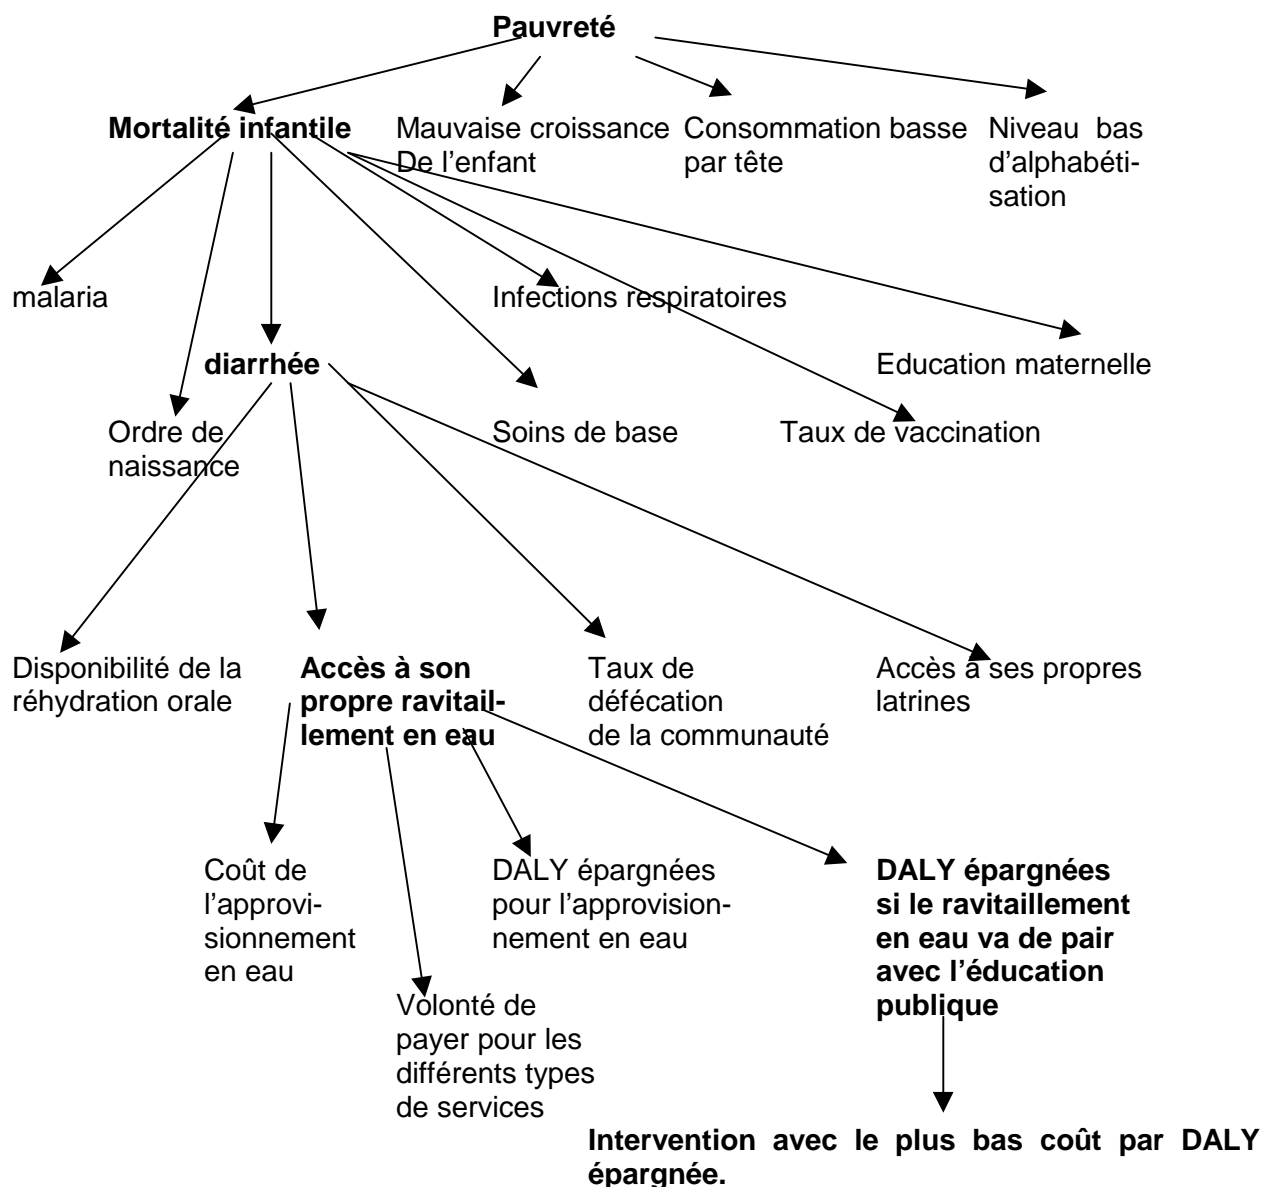 Pauvreté
Mortalité infantile
Mauvaise croissance
De l'enfant
Consommation basse
par tête
Niveau bas
d'alphabéti-
sation
malaria
Infections respiratoires
diarrhée
Education maternelle
Ordre de
naissance
Soins de base
Taux de vaccination
Disponibilité de la
réhydration orale
Accès à son
propre ravitail-
lement en eau
Taux de
défécation
de la communauté
Accès à ses propres
latrines
Coût de
l'approvi-
sionnement
en eau
DALY épargnées
pour l'approvision-
nement en eau
DALY épargnées
si le ravitaillement
en eau va de pair
avec l'éducation
publique
Volonté de
payer pour les
différents types
de services
Intervention avec le plus bas coût par DALY
épargnée.